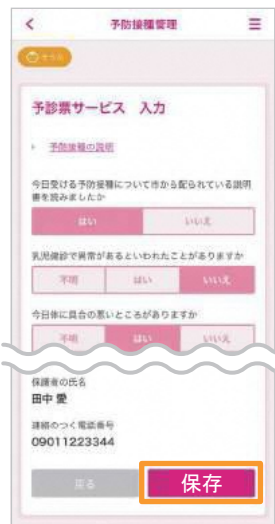 予防接種管理
予診票サービス 入力
予防接種の説明
今日受ける予防接種について市から配られている説明
書を読みましたか
はい いいえ
乳児健診で異常があるといわれたことがありますか
不明 はい いいえ
今日体に具合の悪いところがありますか
不明 はい いいえ
保護者の氏名
田中 愛
連絡のつく電話番号
09011223344
戻る 保存